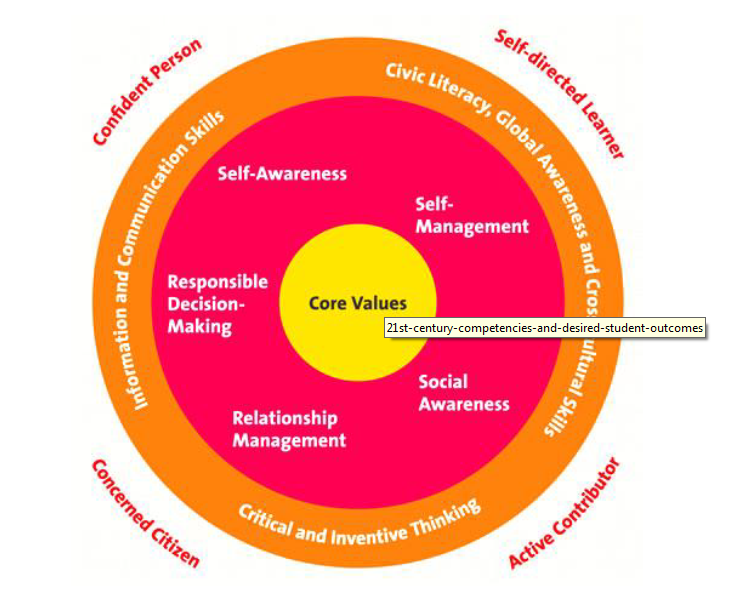 Confident Person
Self-directed Learner
Information and Communication Skills
Civic Literacy, Global Awareness and Cros ultural Skills
Self-Awareness
Self-
Management
Responsible
Decision-
Making
Core Values
21st-century-competencies-and-desired-student-outcomes
Social
Awareness
Relationship
Management
Critical and Inventive Thinking
Concerned Citizen
Active Contributor